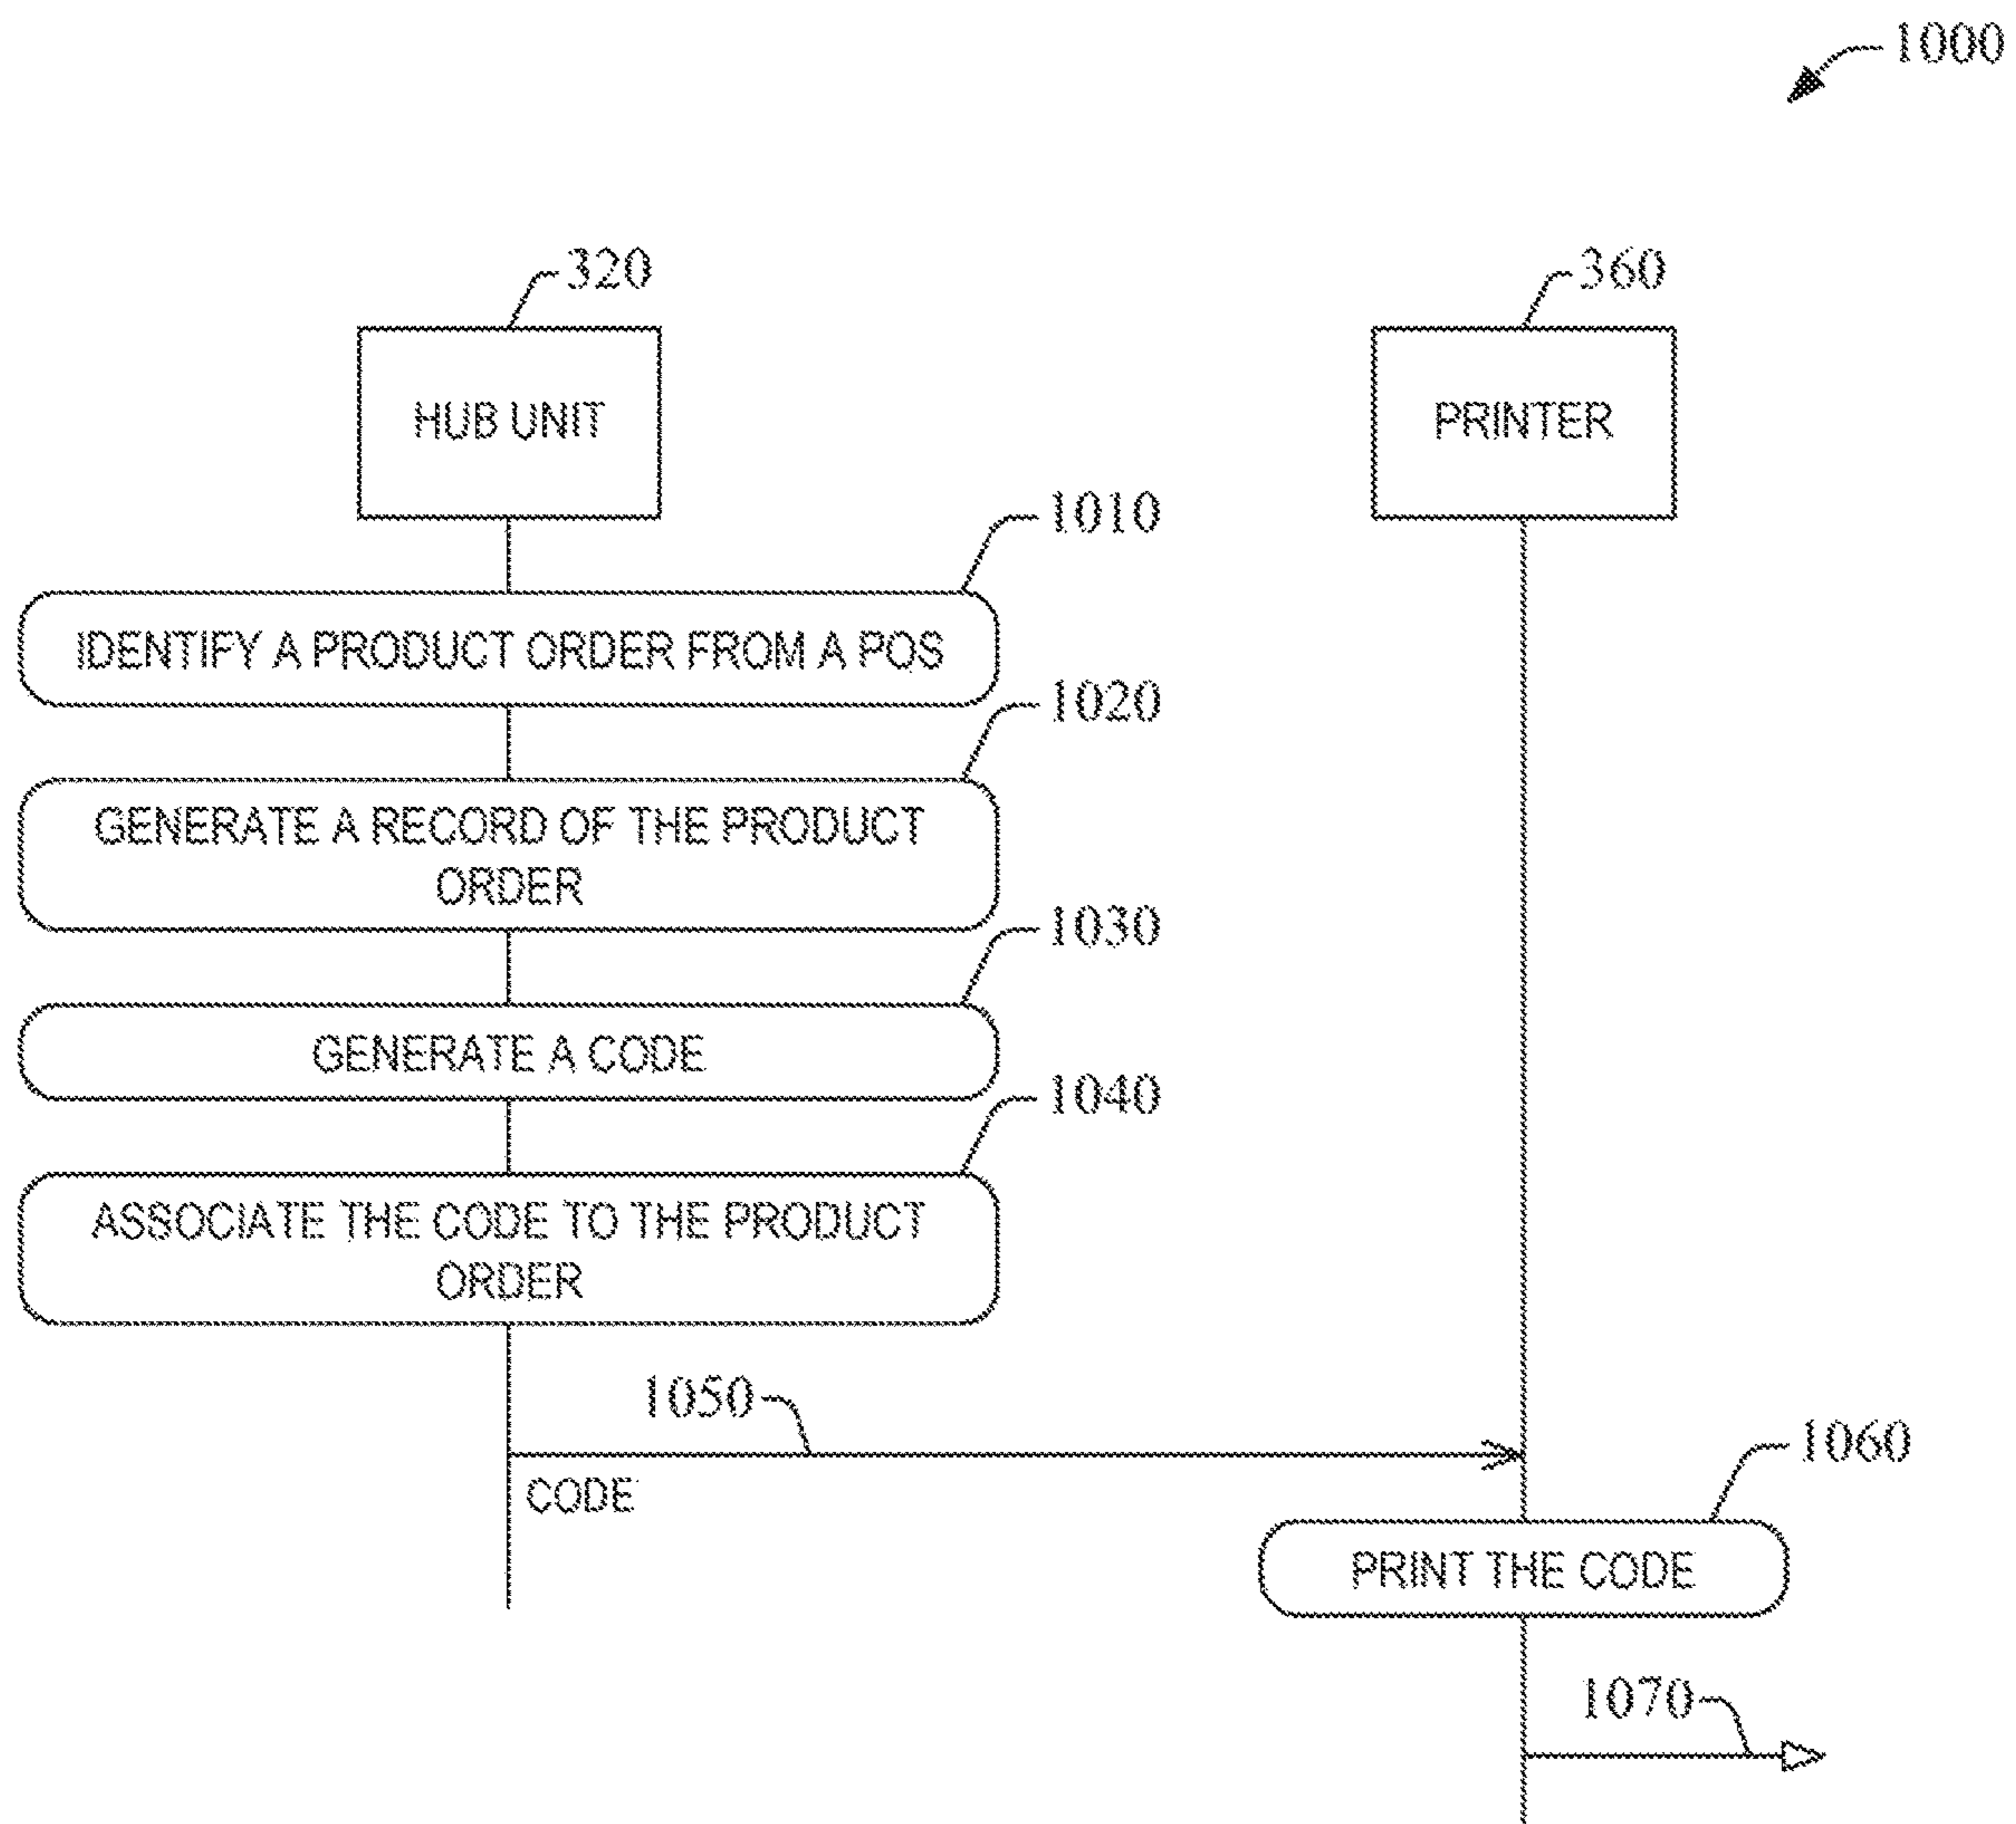 1000
320
360
HUB UNIT
PRINTER
1010
IDENTIFY A PRODUCT ORDER FROM A POS
1020
GENERATE A RECORD OF THE PRODUCT
ORDER
1030
GENERATE A CODE
1040
ASSOCIATE THE CODE TO THE PRODUCT
ORDER
1050
CODE
1060
PRINT THE CODE
1070